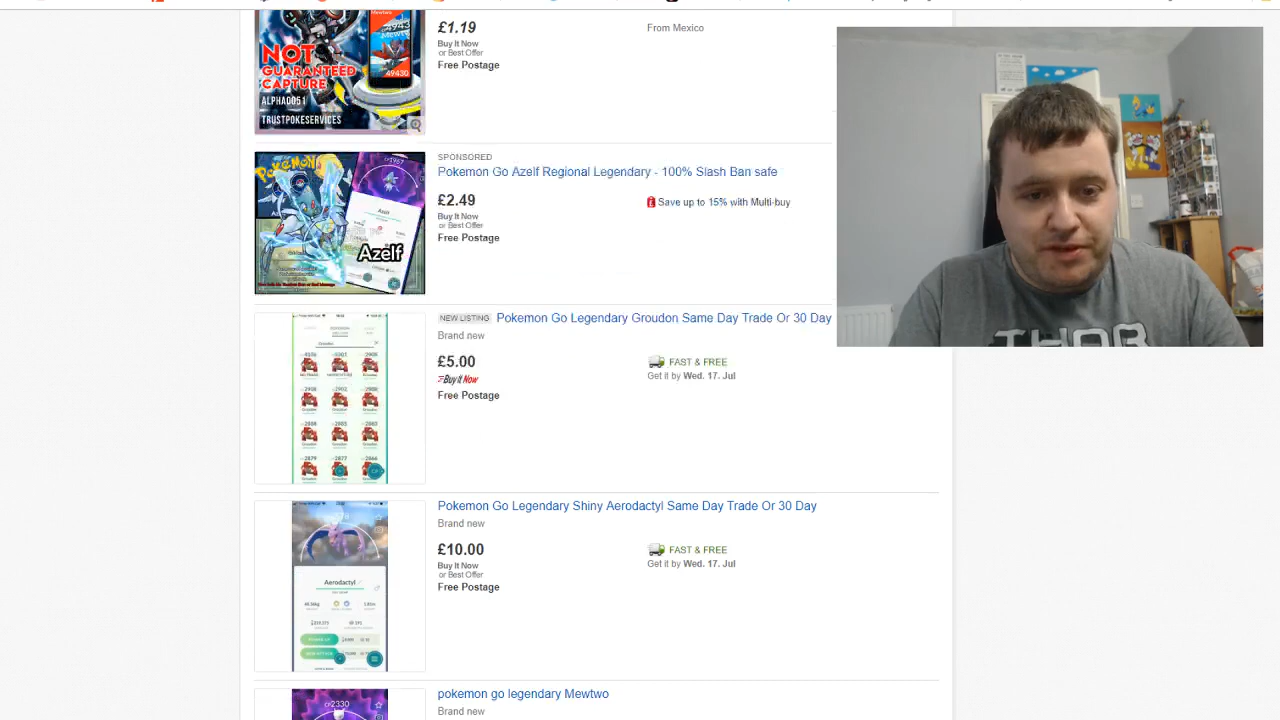 £1.19
From Mexico
Buy It Now
or Best Offer
Free Postage
NOT
GUARANTEED
CAPTURE
ALPHA0051
TRUSTPOKESERVICES
49430
SPONSORED
Pokemon Go Azelf Regional Legendary - 100% Slash Ban safe
£2.49
Save up to 15% with Multi-buy
Buy It Now
or Best Offer
Free Postage
Azelf
NEW LISTING Pokemon Go Legendary Groudon Same Day Trade Or 30 Day
Brand new
£5.00
FAST & FREE
Buy It Now
Get it by Wed. 17. Jul
Free Postage
Pokemon Go Legendary Shiny Aerodactyl Same Day Trade Or 30 Day
Brand new
£10.00
FAST & FREE
Buy It Now
Get it by Wed. 17. Jul
or Best Offer
Free Postage
Aerodactyl
pokemon go legendary Mewtwo
Brand new
CP2330
THOR